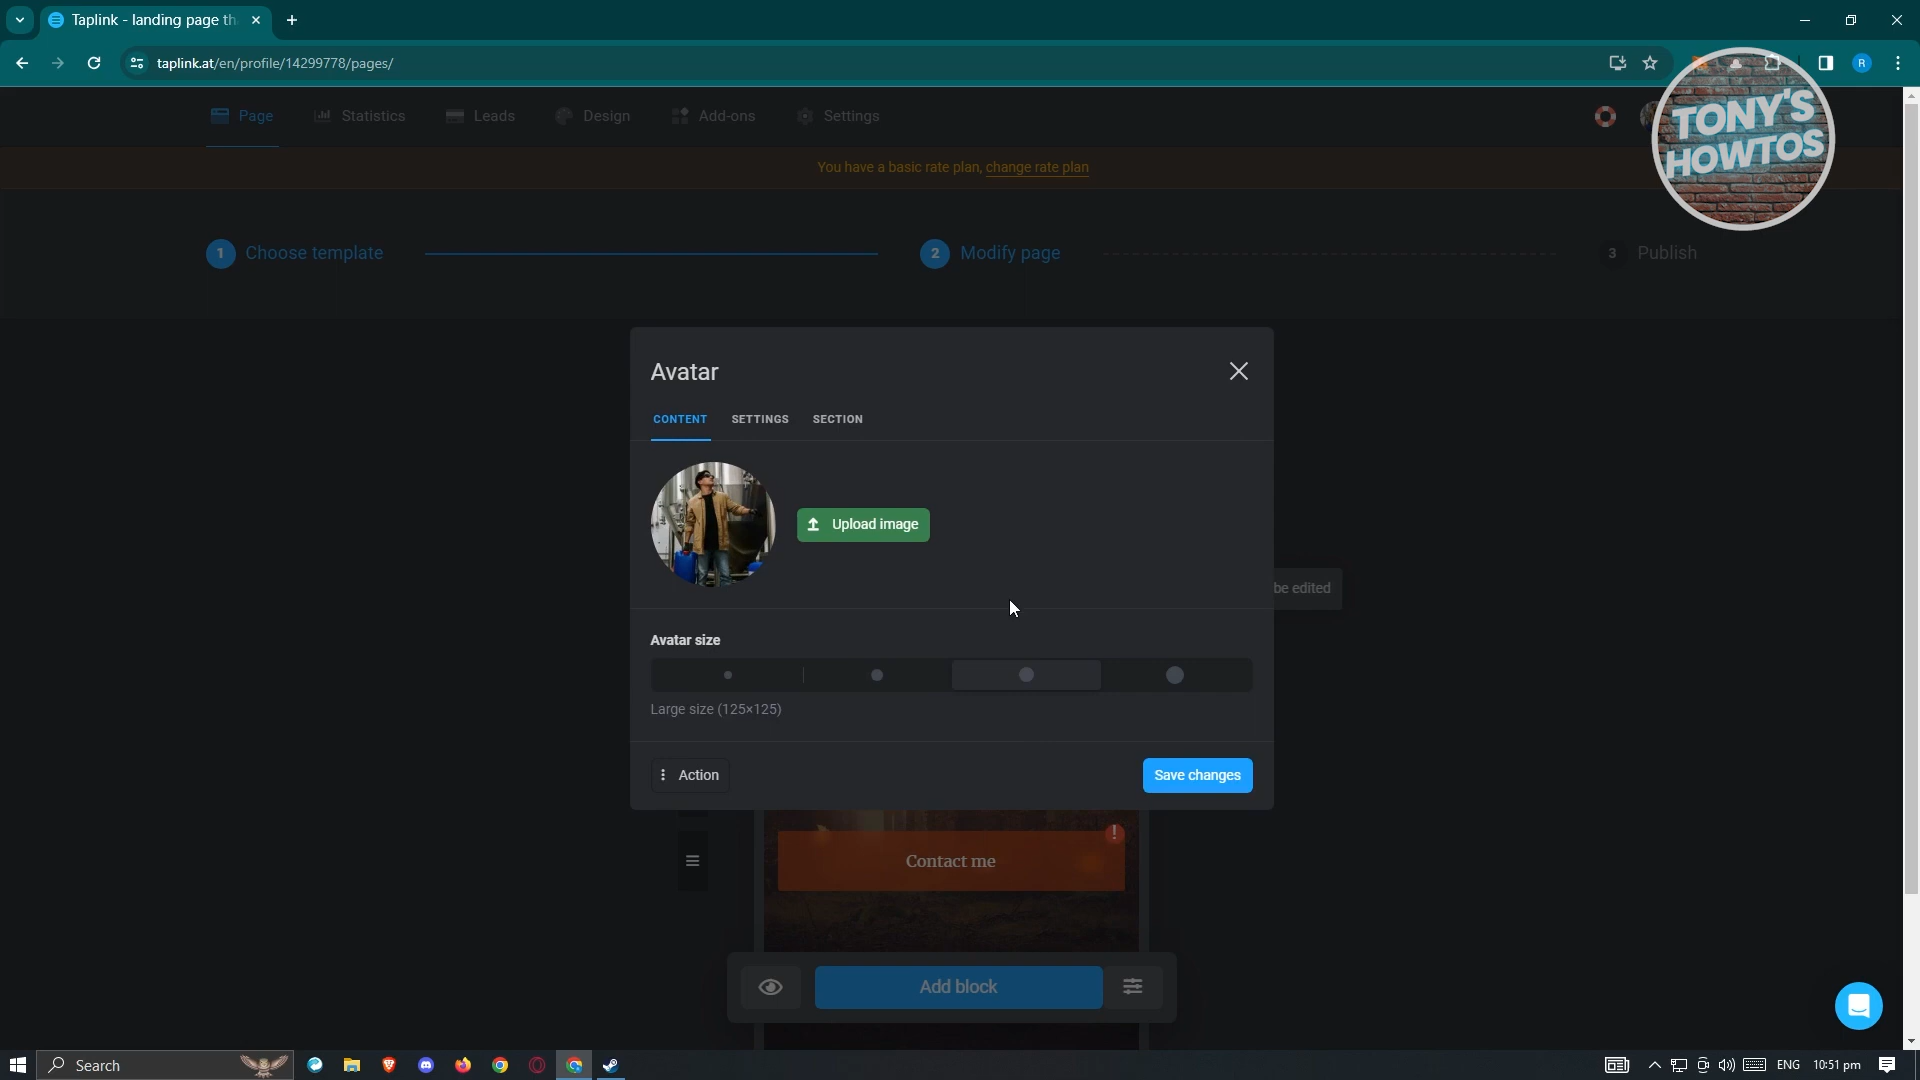 Taplink - landing page th
taplink.at/en/profile/14299778/pages/
R
TONY'S
HOWTOS
Page
Statistics
Leads
Design
Add-ons
Settings
You have a basic rate plan, change rate plan
1 Choose template
2 Modify page
3 Publish
Avatar
CONTENT
SETTINGS
SECTION
Upload image
be edited
Avatar size
Large size (125×125)
Action
Save changes
!
Contact me
Add block
Search
ENG
10:51 pm